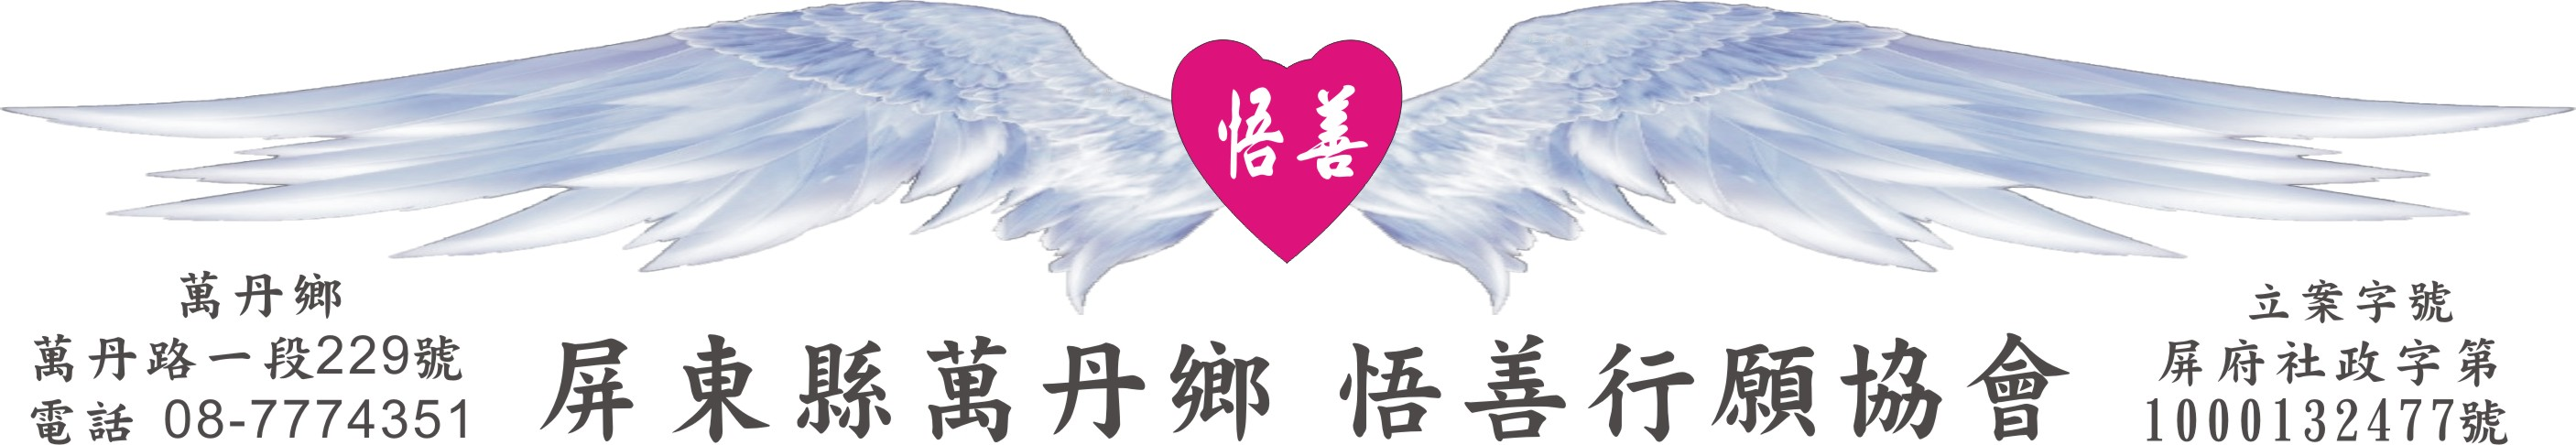 悟善
萬丹鄉
萬丹路一段229號
電話 08-7774351
屏東縣萬丹鄉 悟善行願協會
立案字號
屏府社政字第
1000132477號